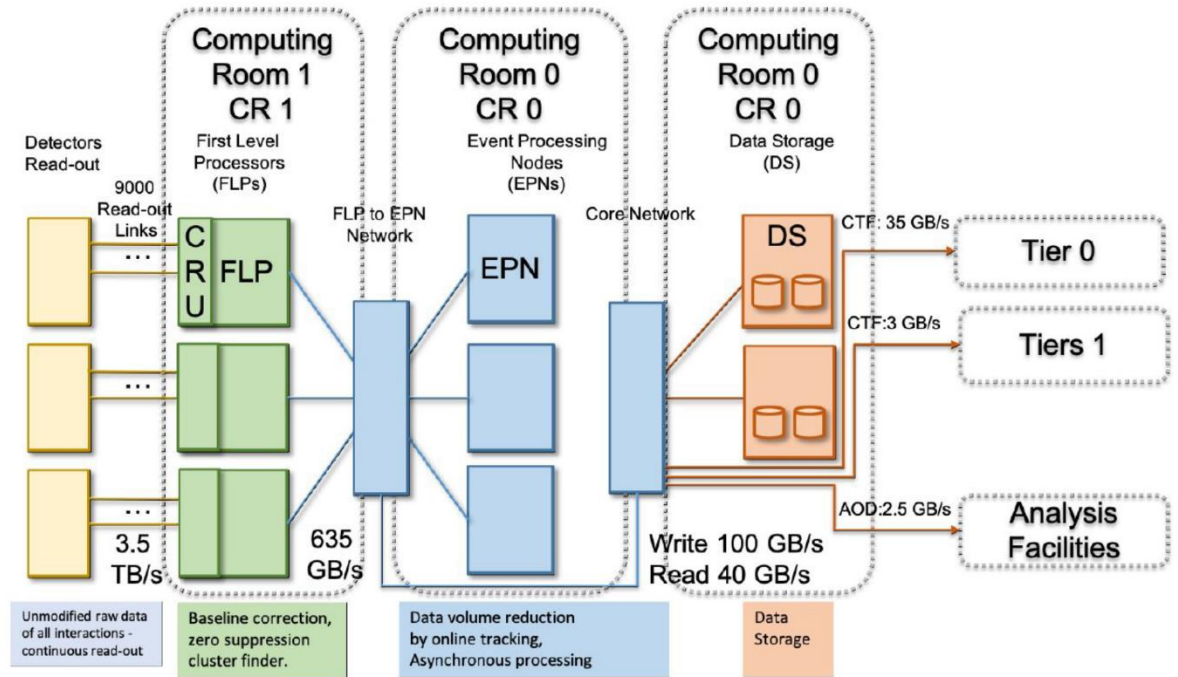 Computing
Room 1
CR 1
Computing
Room 0
CR 0
Computing
Room 0
CR 0
Detectors
Read-out
First Level
Processors
(FLPs)
Event Processing
Nodes
(EPNs)
Data Storage
(DS)
9000
Read-out
Links
FLP to EPN
Network
Core Network
CTF: 35 GB/s
...
C
R
U
FLP
EPN
DS
Tier 0
CTF:3 GB/s
Tiers 1
...
...
3.5
TB/s
635
GB/s
Write 100 GB/s
Read 40 GB/s
AOD:2.5 GB/s
Analysis
Facilities
Unmodified raw data
of all interactions -
continuous read-out
Baseline correction,
zero suppression
cluster finder.
Data volume reduction
by online tracking,
Asynchronous processing
Data
Storage